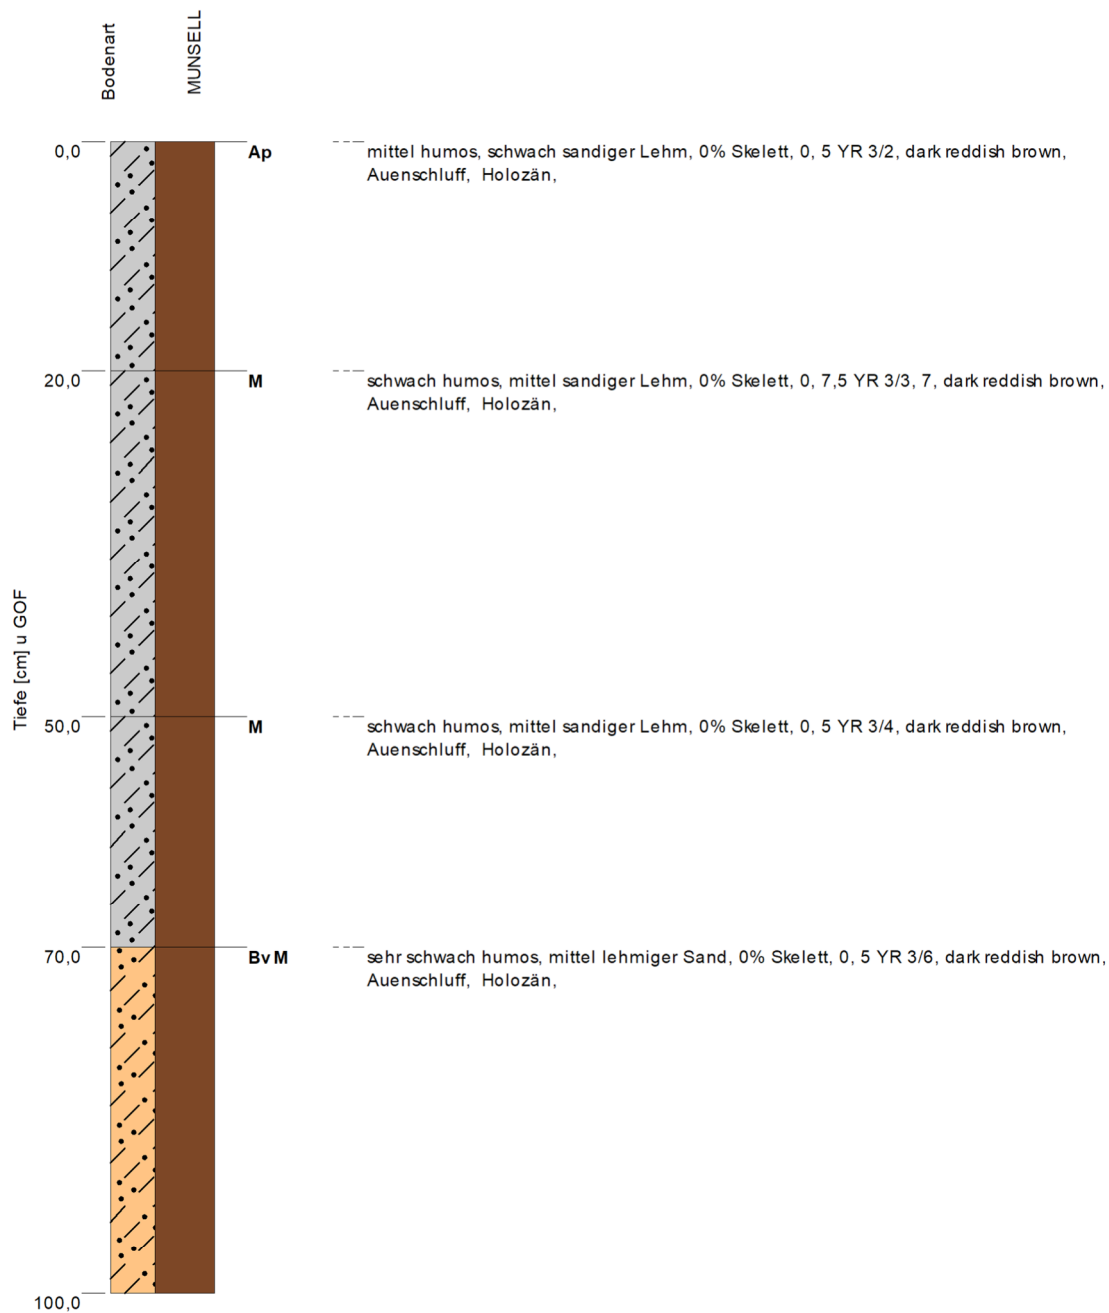 Bodenart
MUNSELL
Tiefe [cm] u GOF
0,0
Ap
mittel humos, schwach sandiger Lehm, 0% Skelett, 0, 5 YR 3/2, dark reddish brown,
Auenschluff, Holozän,
20,0
M
schwach humos, mittel sandiger Lehm, 0% Skelett, 0, 7,5 YR 3/3, 7, dark reddish brown,
Auenschluff, Holozän,
50,0
M
schwach humos, mittel sandiger Lehm, 0% Skelett, 0, 5 YR 3/4, dark reddish brown,
Auenschluff, Holozän,
70,0
Bv M
sehr schwach humos, mittel lehmiger Sand, 0% Skelett, 0, 5 YR 3/6, dark reddish brown,
Auenschluff, Holozän,
100,0